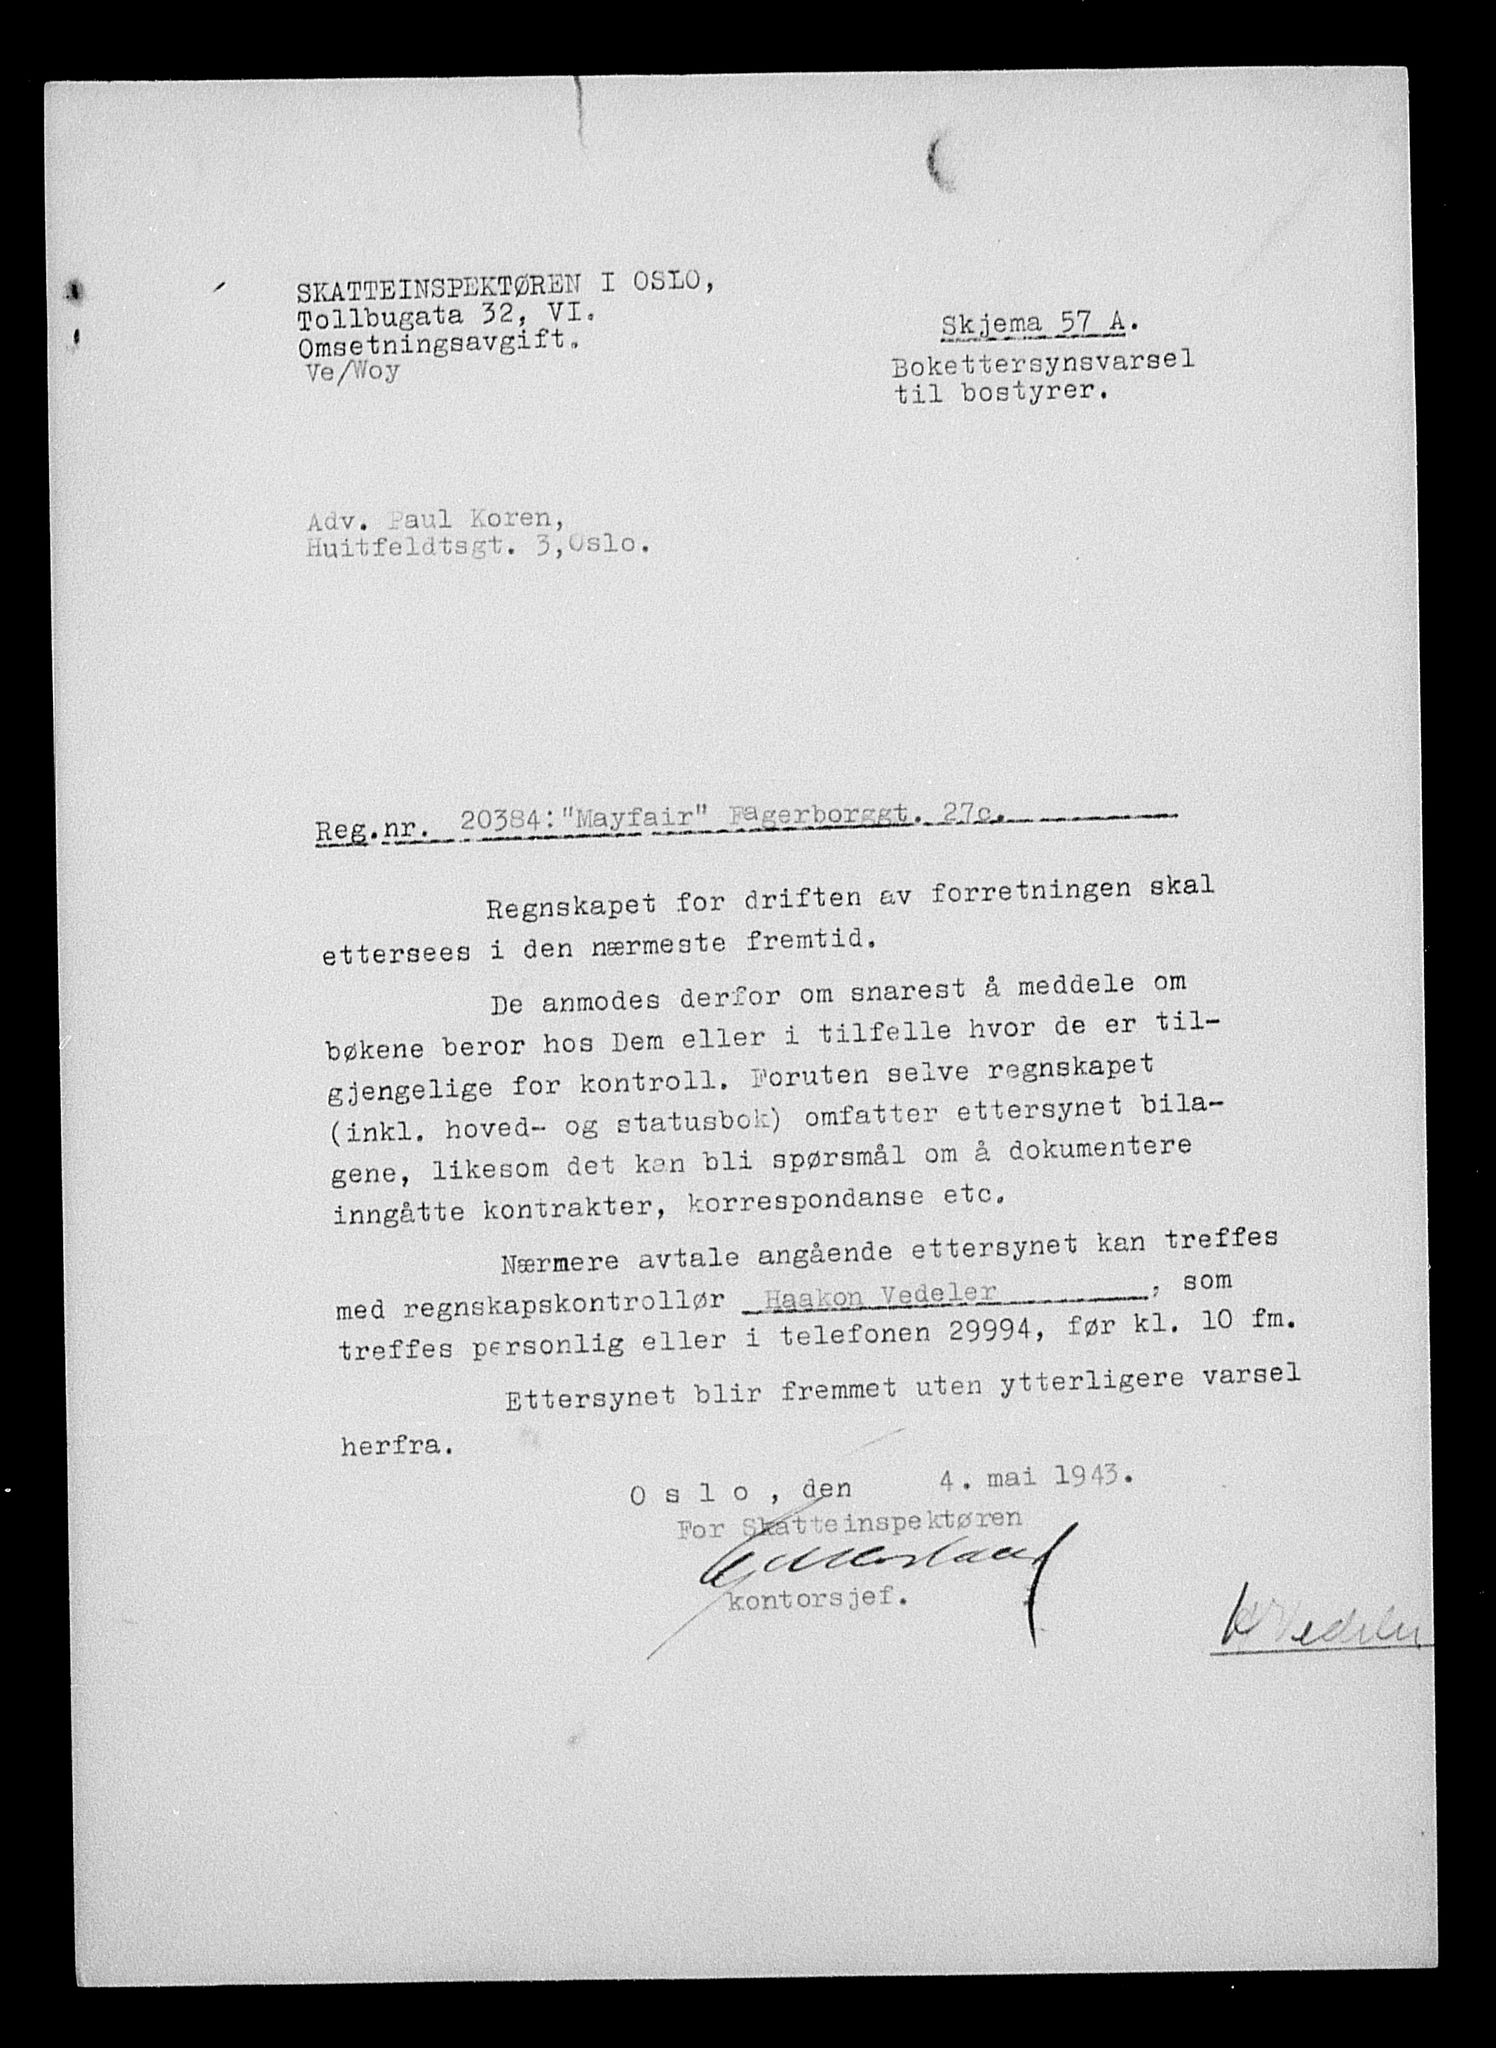 SKATTEINSPEKTØREN I OSLO,
Tollbugata 32, VI.
Omsetningsavgift.
Ve/Woy
Skjema 57 A.
Bokettersynsvarsel
til bostyrer.
Adv. Paul Koren,
Huitfeldtsgt. 3,Oslo.
Reg.nr. 20384:"Mayfair" Fagerborggt. 27c.
Regnskapet for driften av forretningen skal
ettersees i den nærmeste fremtid.
De anmodes derfor om snarest å meddele om
bøkene beror hos Dem eller i tilfelle hvor de er til-
gjengelige for kontroll. Foruten selve regnskapet
(inkl. hoved- og statusbok) omfatter ettersynet bila-
gene, likesom det kan bli spørsmål om å dokumentere
inngåtte kontrakter, korrespondanse etc.
Nærmere avtale angående ettersynet kan treffes
med regnskapskontrollør Haakon Vedeler, som
treffes personlig eller i telefonen 29994, før kl. 10 fm.
Ettersynet blir fremmet uten ytterligere varsel
herfra.
Oslo, den 4. mai 1943.
For Skatteinspektøren
kontorsjef.
H Vedeler